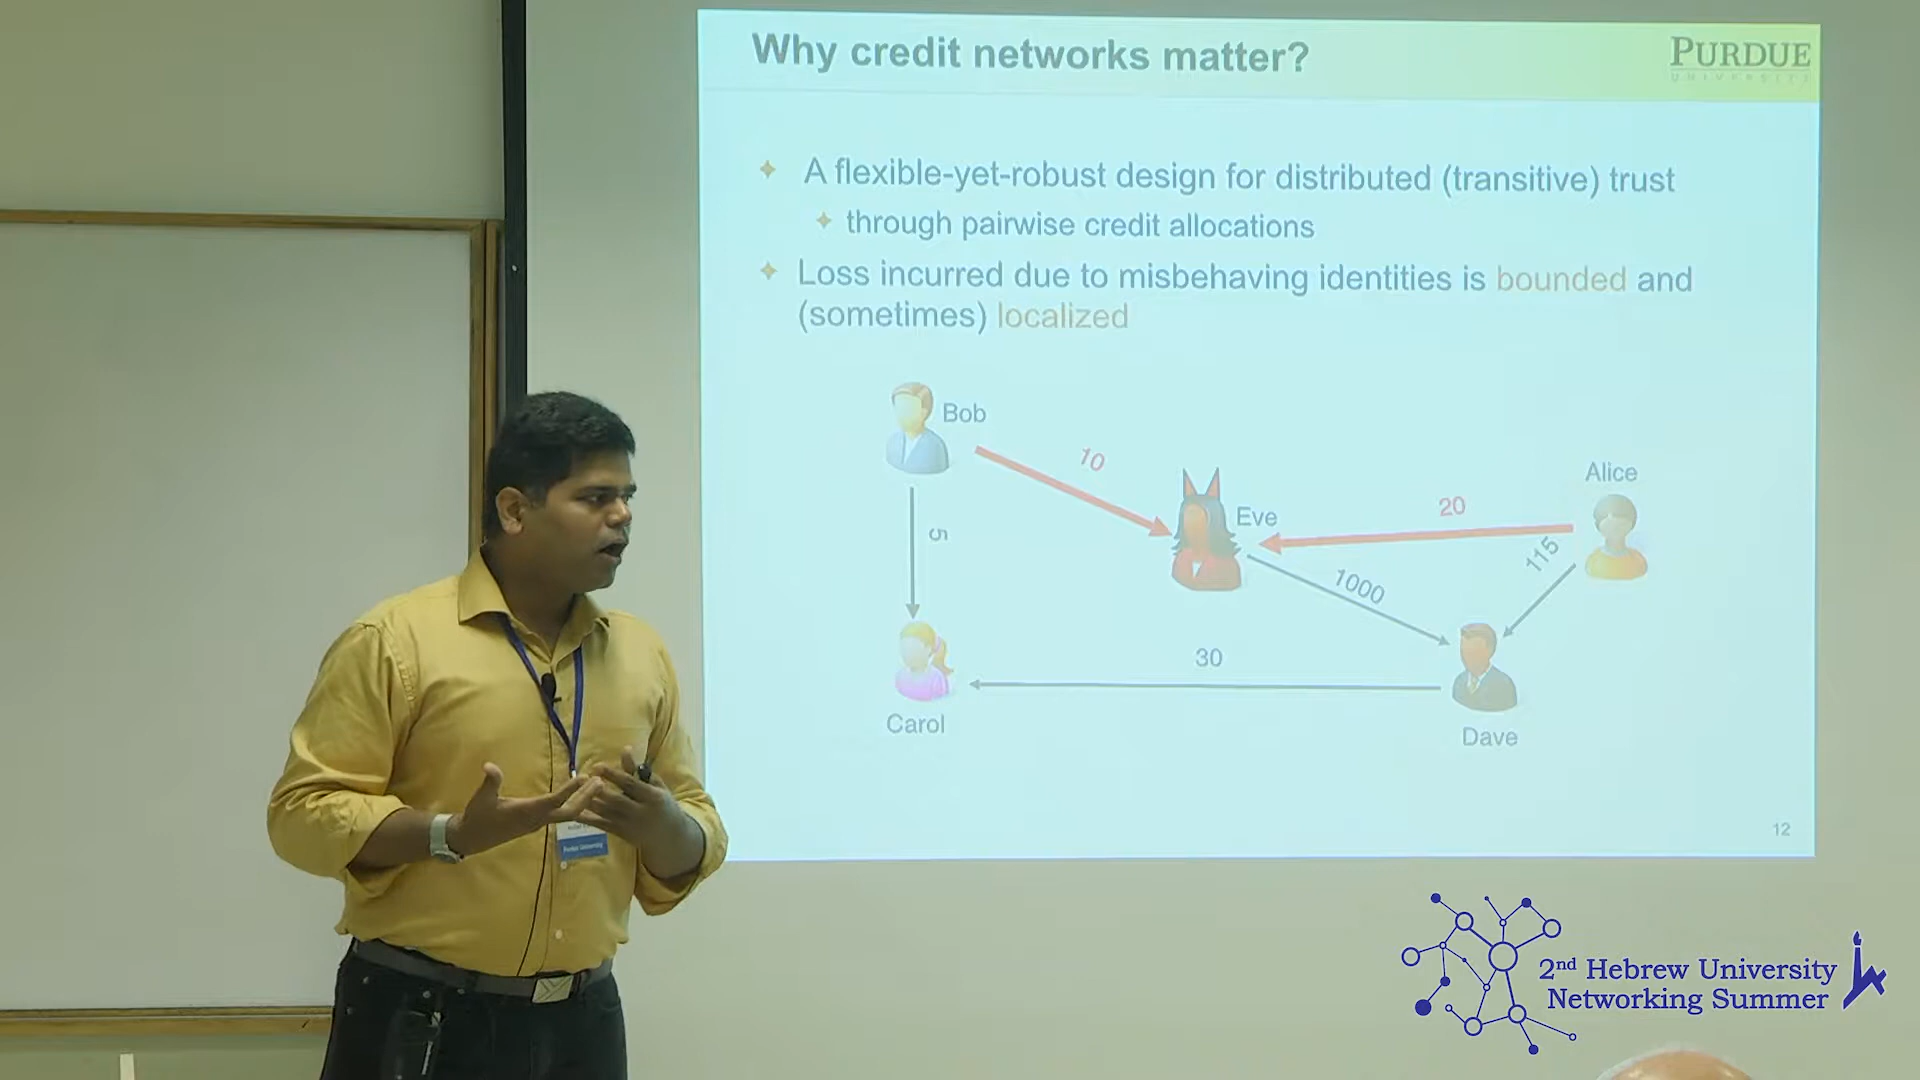 Why credit networks matter?
PURDUE
UNIVERSITY
A flexible-yet-robust design for distributed (transitive) trust
through pairwise credit allocations
Loss incurred due to misbehaving identities is bounded and
(sometimes) localized
Bob
10
Alice
20
Eve
5
115
1000
30
Carol
Dave
12
Purdue University
2nd Hebrew University
Networking Summer